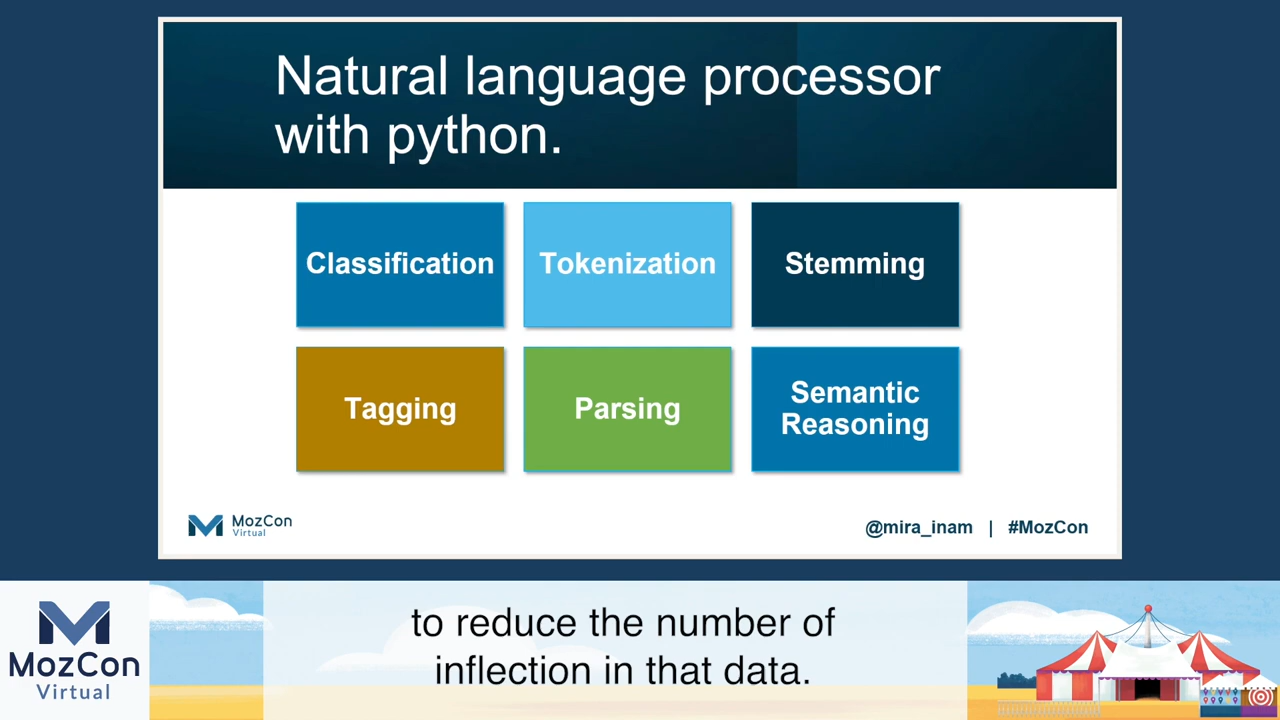 Natural language processor
with python.
Classification
Tokenization
Stemming
Tagging
Parsing
Semantic
Reasoning
MozCon
Virtual
@mira_inam | #MozCon
MozCon
Virtual
to reduce the number of
inflection in that data.